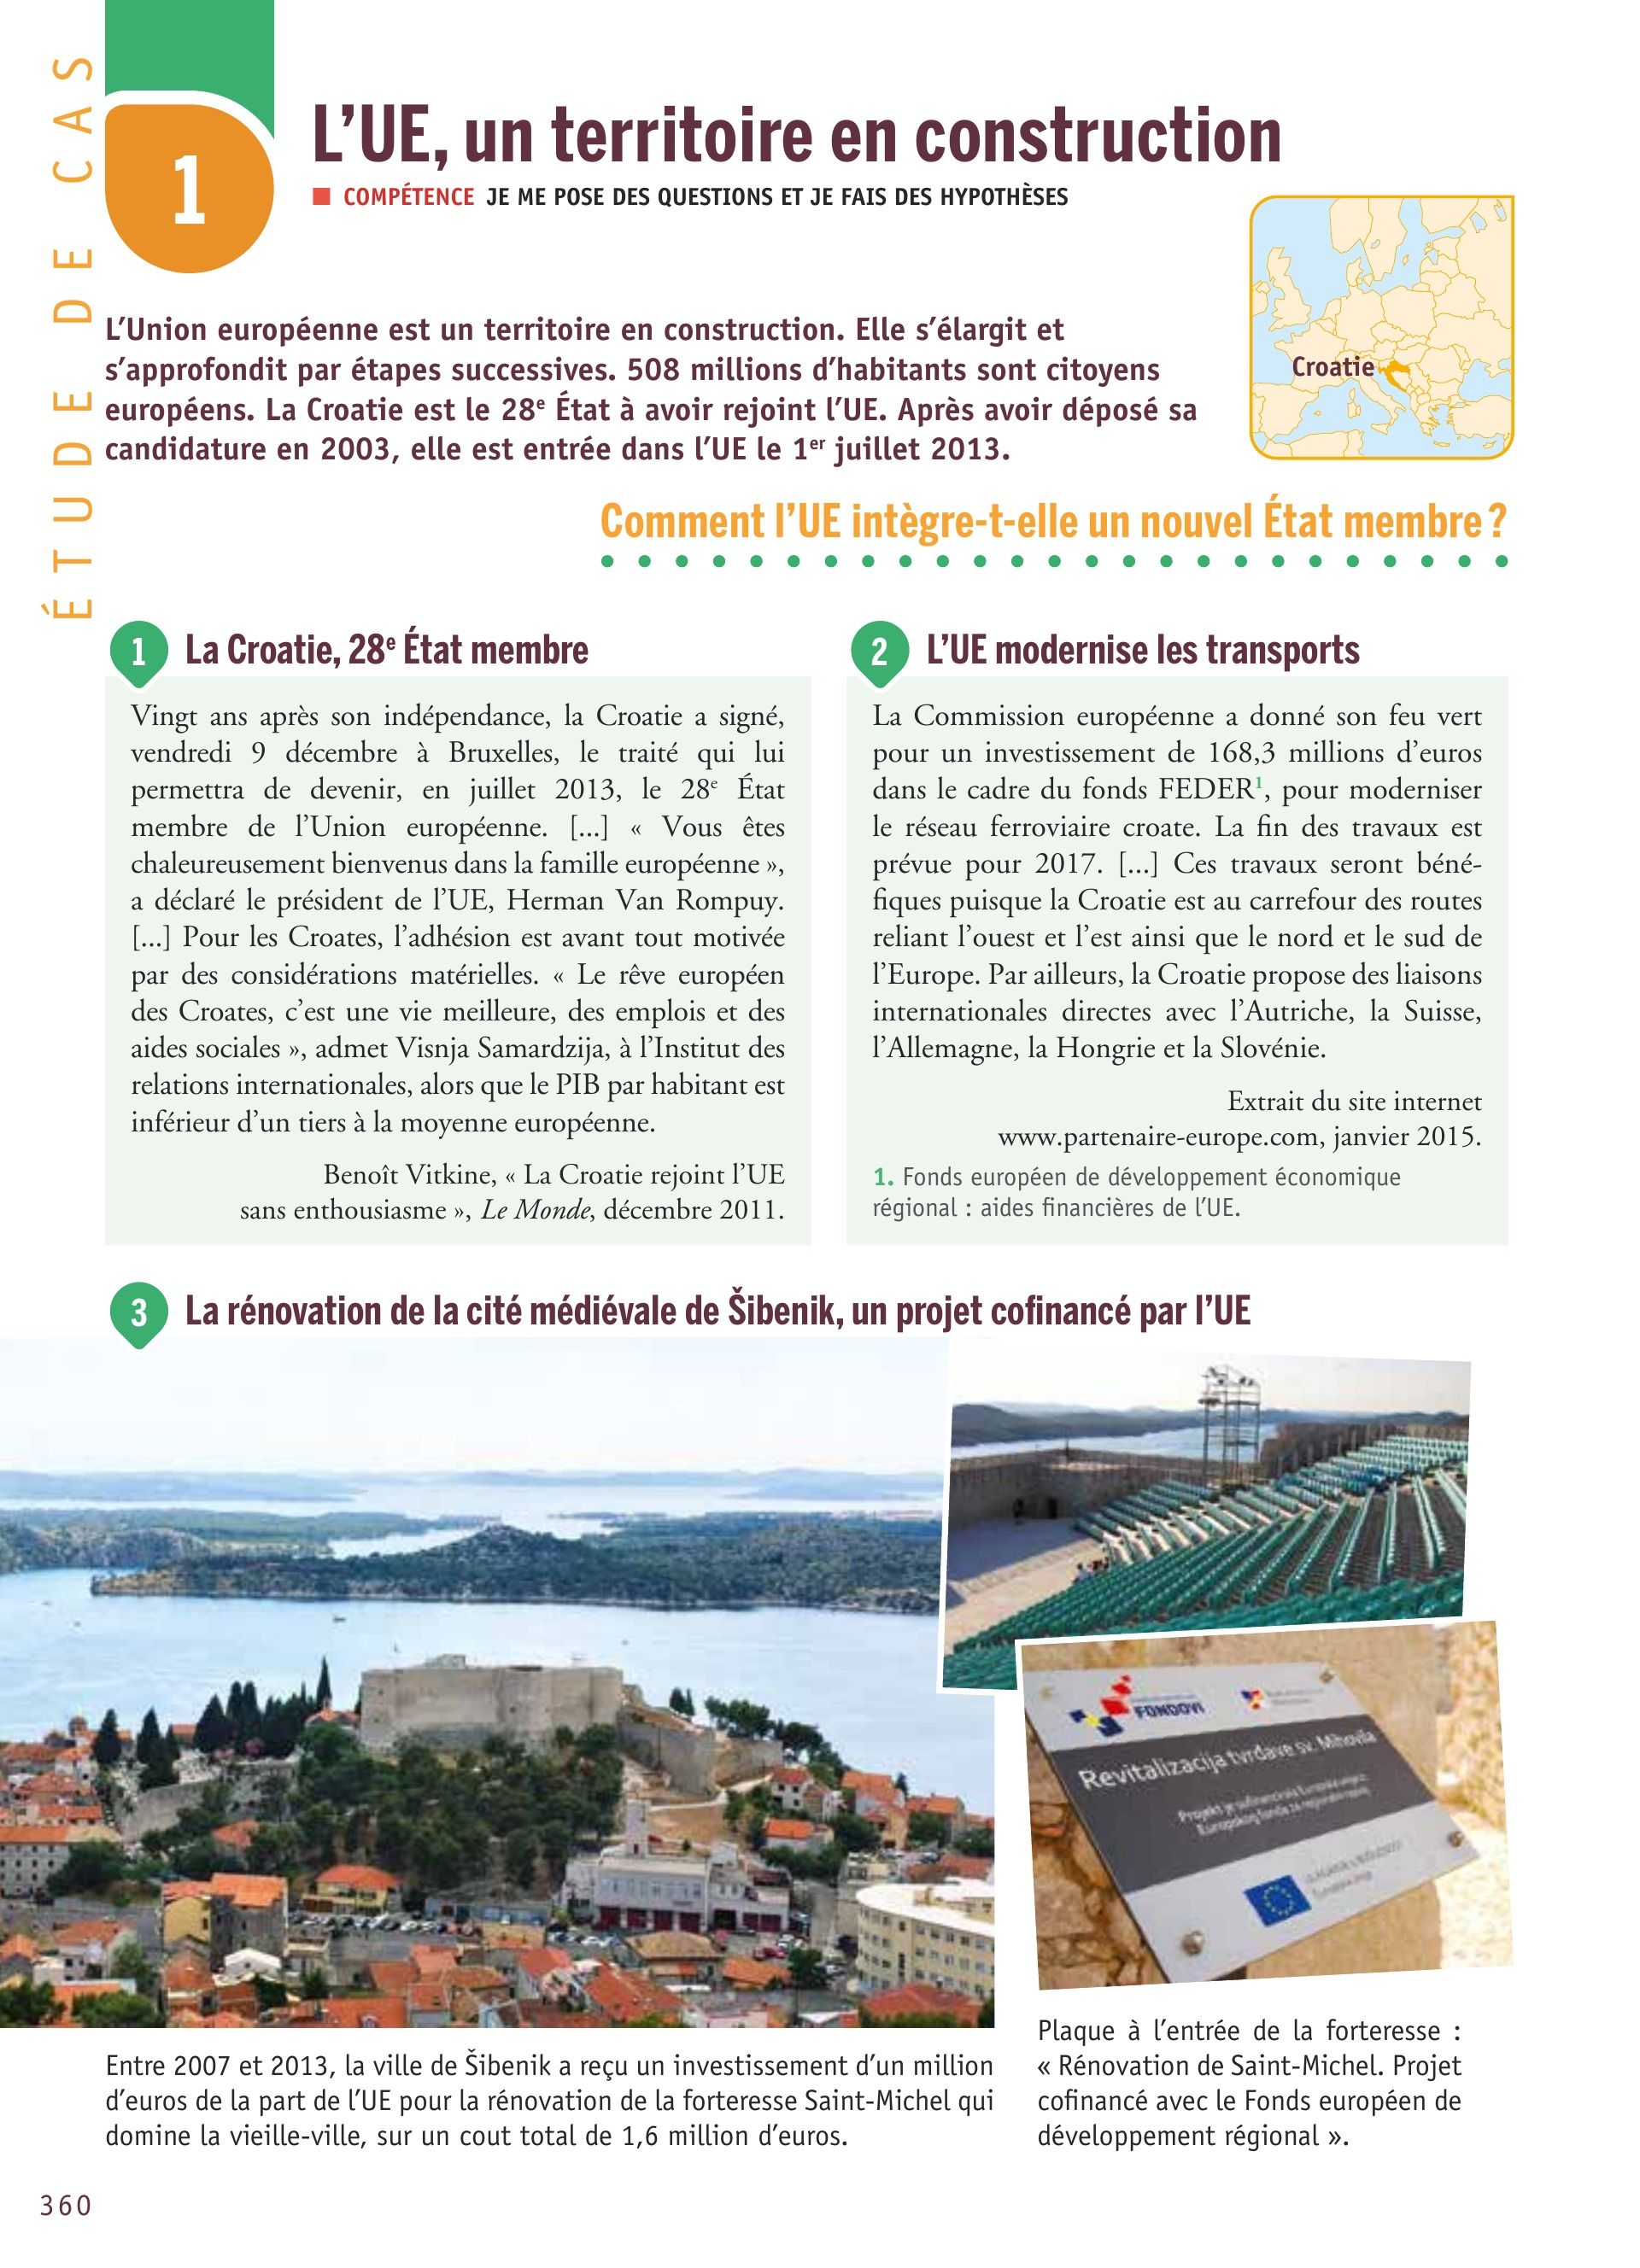 ÉTUDE DE CAS
1
L'UE, un territoire en construction
■ COMPÉTENCE JE ME POSE DES QUESTIONS ET JE FAIS DES HYPOTHÈSES
L'Union européenne est un territoire en construction. Elle s'élargit et
s'approfondit par étapes successives. 508 millions d'habitants sont citoyens
européens. La Croatie est le 28e État à avoir rejoint l'UE. Après avoir déposé sa
candidature en 2003, elle est entrée dans l'UE le 1er juillet 2013.
Croatie
Comment l'UE intègre-t-elle un nouvel État membre ?
1 La Croatie, 28e État membre
Vingt ans après son indépendance, la Croatie a signé,
vendredi 9 décembre à Bruxelles, le traité qui lui
permettra de devenir, en juillet 2013, le 28e État
membre de l'Union européenne. [...] « Vous êtes
chaleureusement bienvenus dans la famille européenne »,
a déclaré le président de l'UE, Herman Van Rompuy.
[...] Pour les Croates, l'adhésion est avant tout motivée
par des considérations matérielles. « Le rêve européen
des Croates, c'est une vie meilleure, des emplois et des
aides sociales », admet Visnja Samardzija, à l'Institut des
relations internationales, alors que le PIB par habitant est
inférieur d'un tiers à la moyenne européenne.
Benoît Vitkine, « La Croatie rejoint l'UE
sans enthousiasme », Le Monde, décembre 2011.
2 L'UE modernise les transports
La Commission européenne a donné son feu vert
pour un investissement de 168,3 millions d'euros
dans le cadre du fonds FEDER1, pour moderniser
le réseau ferroviaire croate. La fin des travaux est
prévue pour 2017. [...] Ces travaux seront béné-
fiques puisque la Croatie est au carrefour des routes
reliant l'ouest et l'est ainsi que le nord et le sud de
l'Europe. Par ailleurs, la Croatie propose des liaisons
internationales directes avec l'Autriche, la Suisse,
l'Allemagne, la Hongrie et la Slovénie.
Extrait du site internet
www.partenaire-europe.com, janvier 2015.
1. Fonds européen de développement économique
régional : aides financières de l'UE.
3 La rénovation de la cité médiévale de Šibenik, un projet cofinancé par l'UE
FONDOVI
Revitalizacija tvrđave sv. Mihovila
Entre 2007 et 2013, la ville de Šibenik a reçu un investissement d'un million
d'euros de la part de l'UE pour la rénovation de la forteresse Saint-Michel qui
domine la vieille-ville, sur un cout total de 1,6 million d'euros.
Plaque à l'entrée de la forteresse :
« Rénovation de Saint-Michel. Projet
cofinancé avec le Fonds européen de
développement régional ».
360